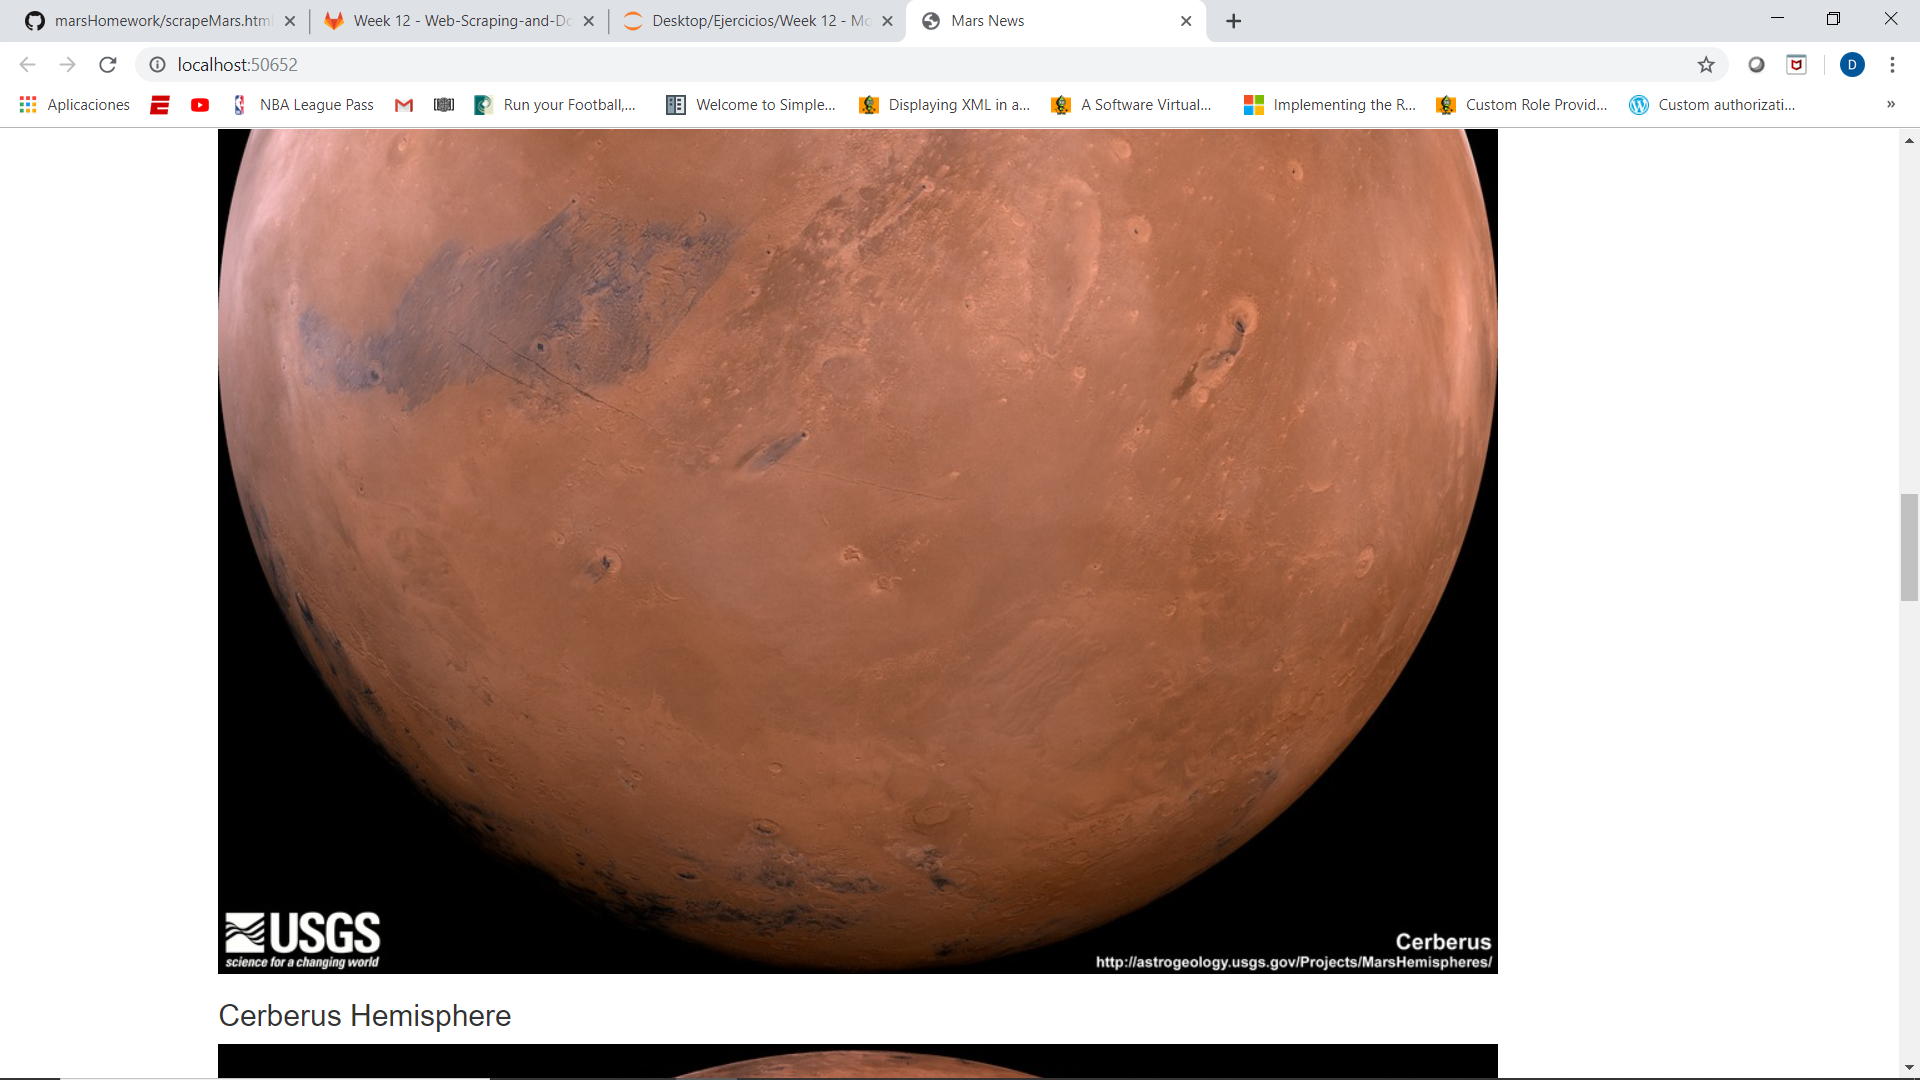 marsHomework/scrapeMars.html
Week 12 - Web-Scraping-and-Do
Desktop/Ejercicios/Week 12 - Mo
Mars News
localhost:50652
D
Aplicaciones
NBA League Pass
Run your Football,...
Welcome to Simple...
Displaying XML in a...
A Software Virtual...
Implementing the R...
Custom Role Provid...
Custom authorizati...
»
USGS
science for a changing world
Cerberus
http://astrogeology.usgs.gov/Projects/MarsHemispheres/
Cerberus Hemisphere